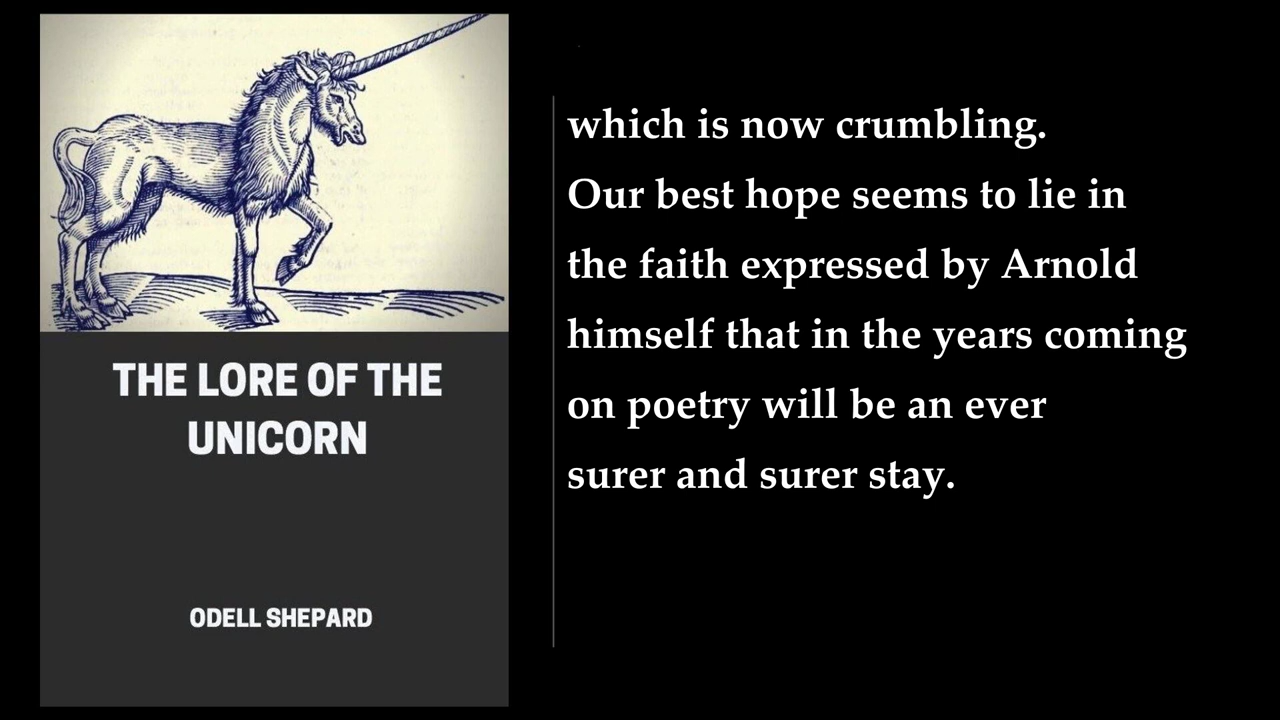 THE LORE OF THE
UNICORN
ODELL SHEPARD
which is now crumbling.
Our best hope seems to lie in
the faith expressed by Arnold
himself that in the years coming
on poetry will be an ever
surer and surer stay.